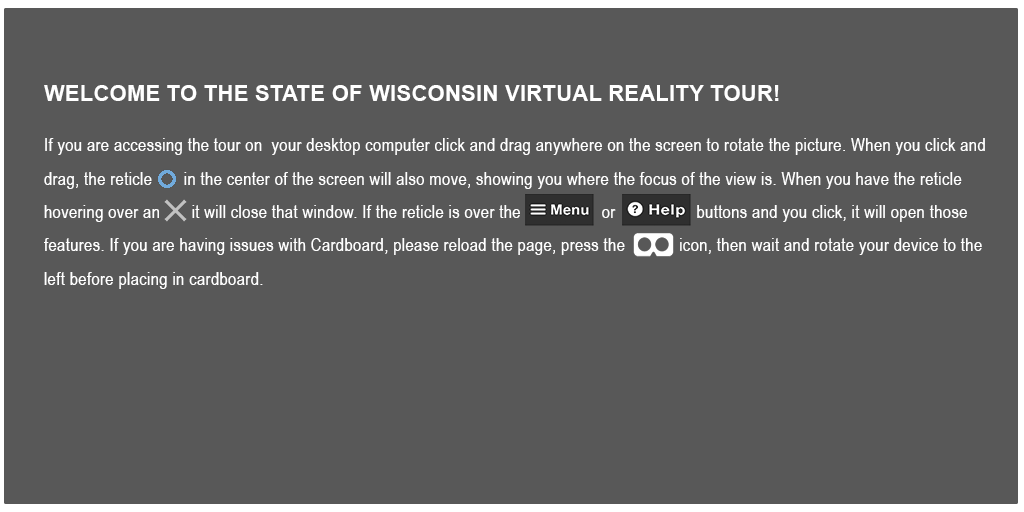 WELCOME TO THE STATE OF WISCONSIN VIRTUAL REALITY TOUR!
If you are accessing the tour on  your desktop computer click and drag anywhere on the screen to rotate the picture. When you click and
drag, the reticle in the center of the screen will also move, showing you where the focus of the view is. When you have the reticle
hovering over an it will close that window. If the reticle is over the Menu or Help buttons and you click, it will open those
features. If you are having issues with Cardboard, please reload the page, press the icon, then wait and rotate your device to the
left before placing in cardboard.